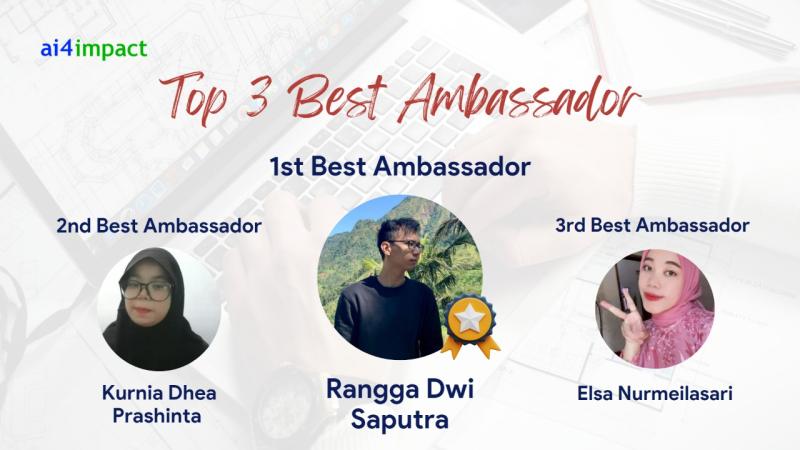 ai4impact
Top 3 Best Ambassador
1st Best Ambassador
2nd Best Ambassador
3rd Best Ambassador
Kurnia Dhea
Prashinta
Rangga Dwi
Saputra
Elsa Nurmeilasari